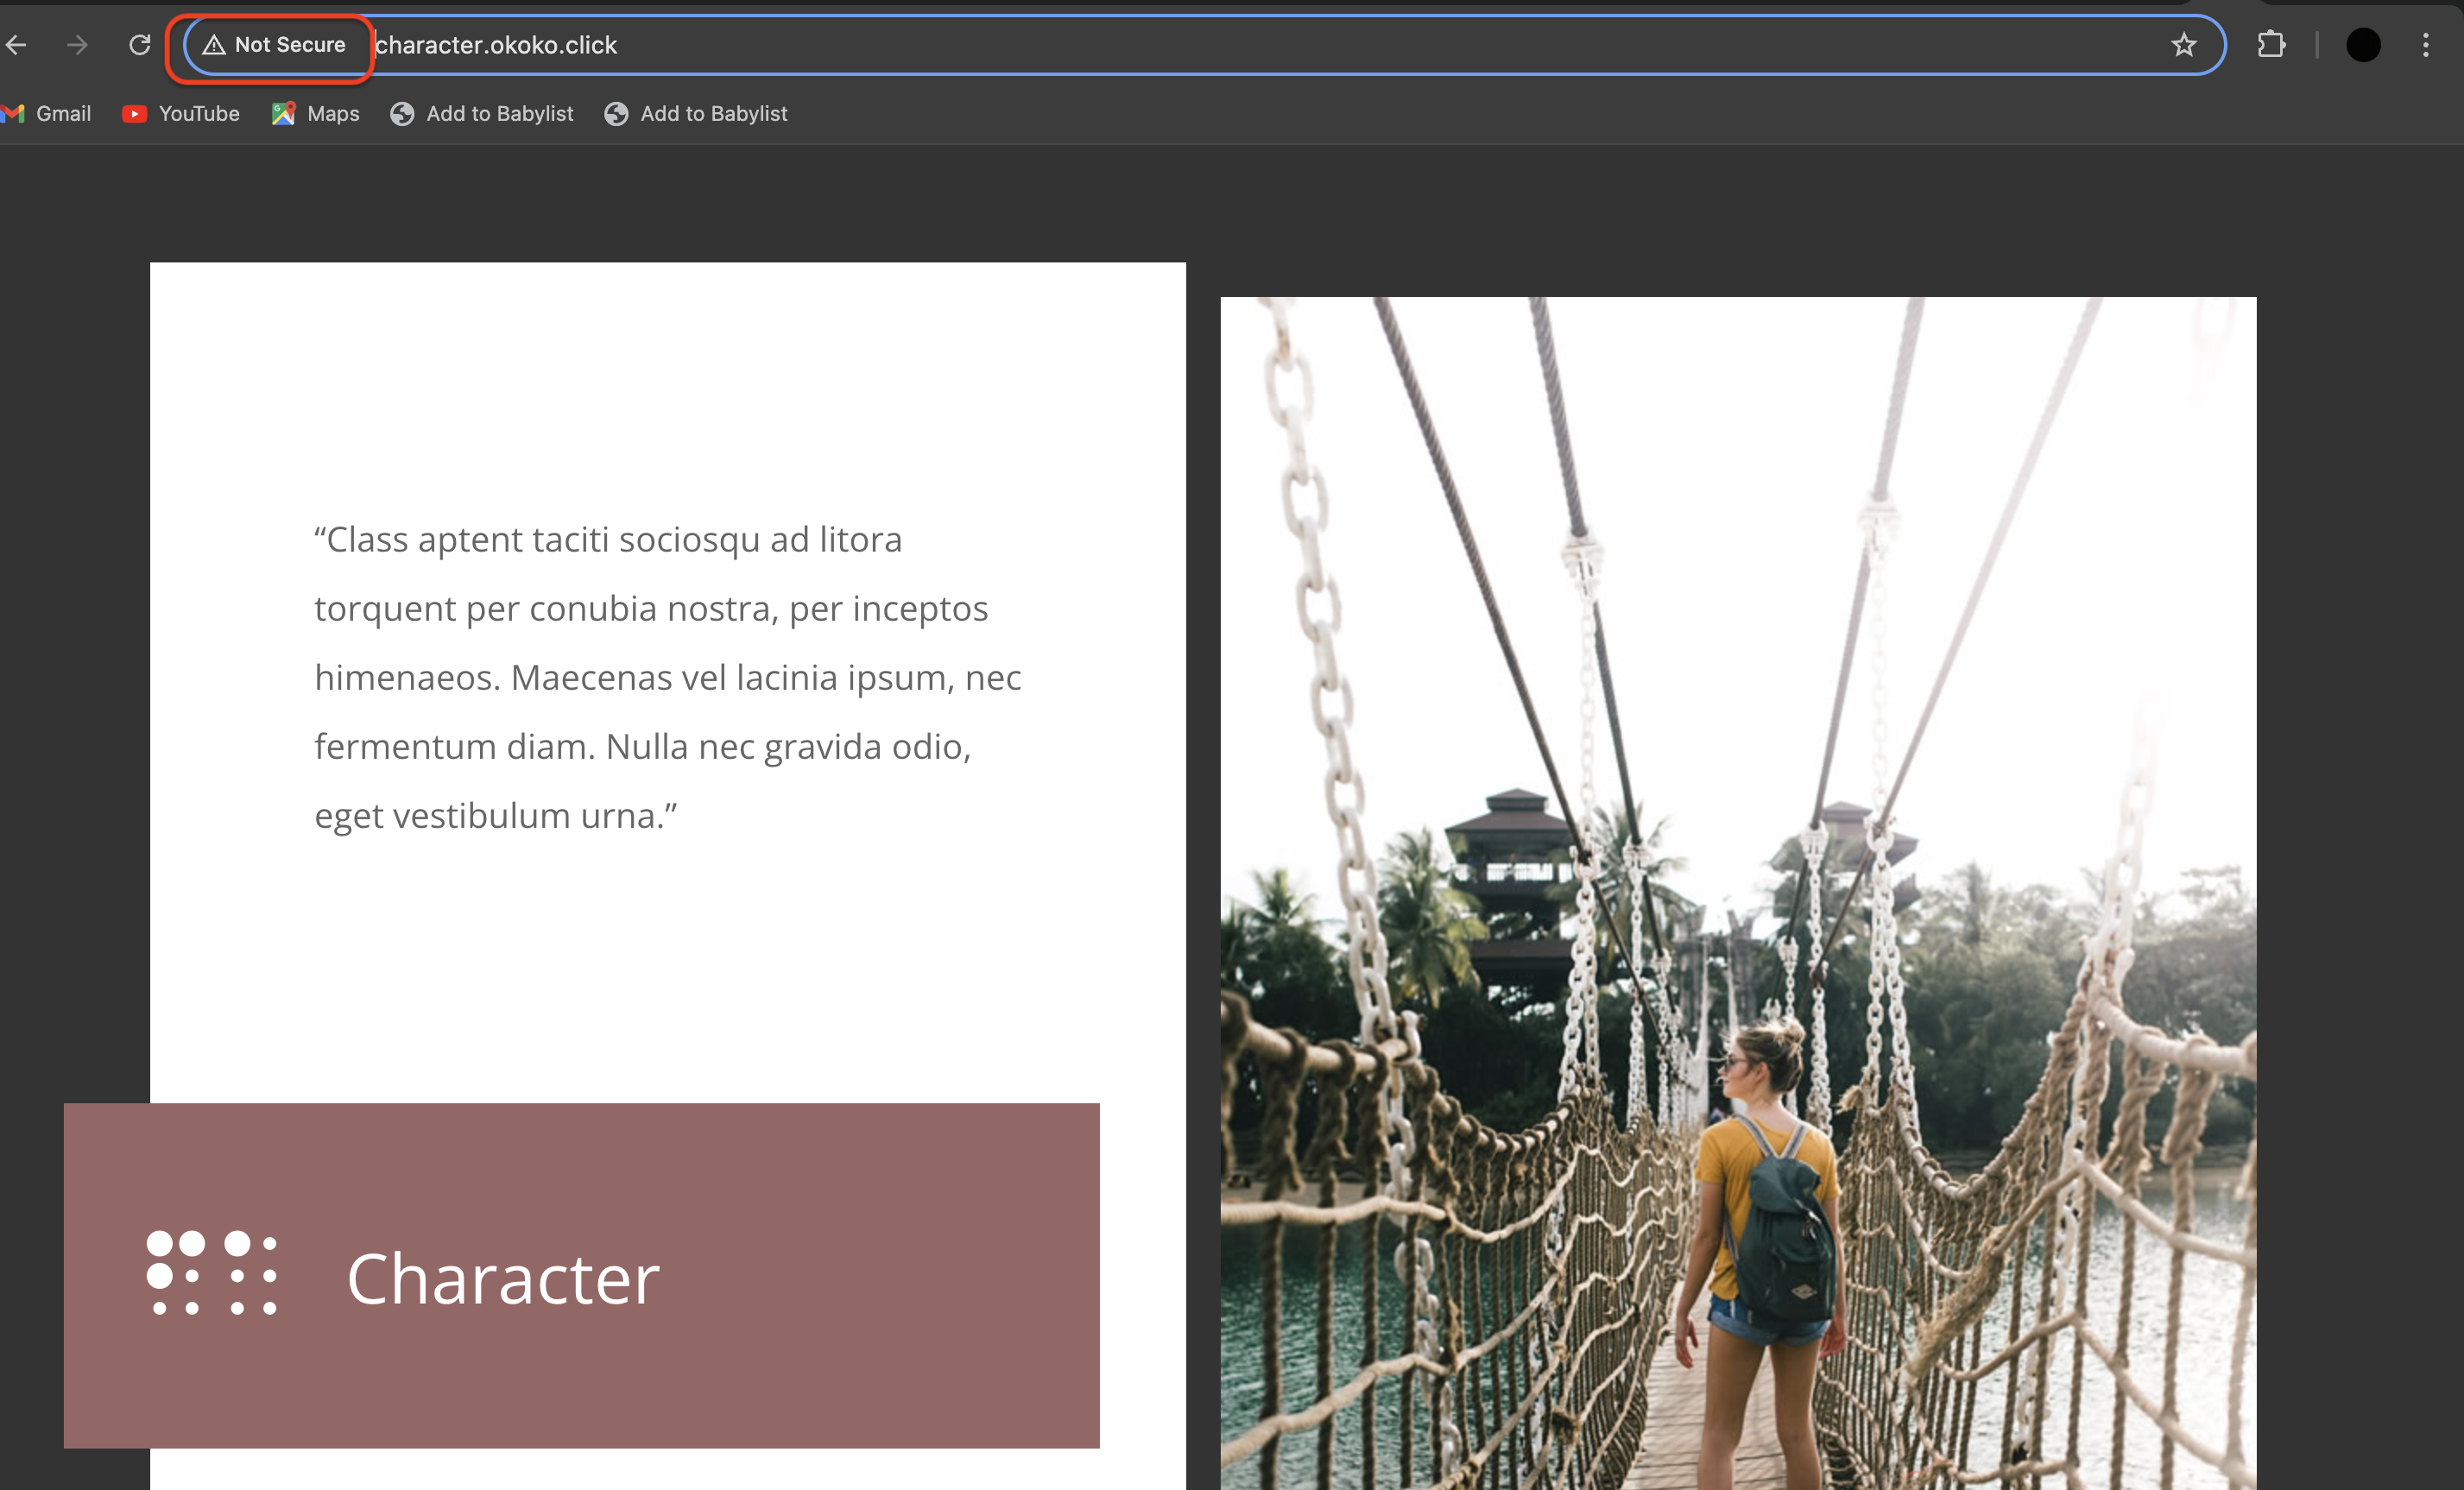 Not Secure character.okoko.click
Gmail YouTube Maps Add to Babylist Add to Babylist
“Class aptent taciti sociosqu ad litora
torquent per conubia nostra, per inceptos
himenaeos. Maecenas vel lacinia ipsum, nec
fermentum diam. Nulla nec gravida odio,
eget vestibulum urna.”
Character